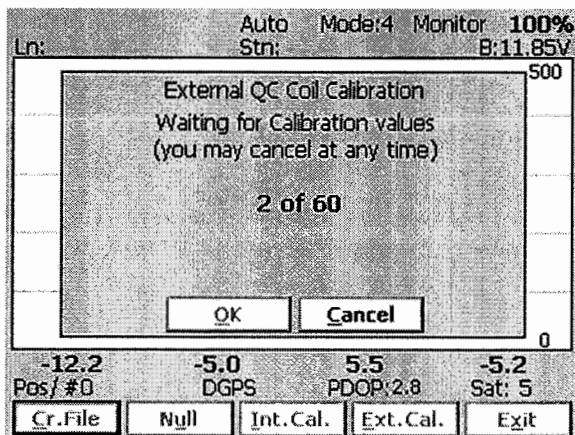 Auto Mode:4 Monitor 100%
Ln: Stn: B:11.85V
500
External QC Coil Calibration
Waiting for Calibration values
(you may cancel at any time)
2 of 60
OK Cancel
0
-12.2 -5.0 5.5 -5.2
Pos/ #0 DGPS PDOP:2.8 Sat: 5
Cr.File Null Int.Cal. Ext.Cal. Exit